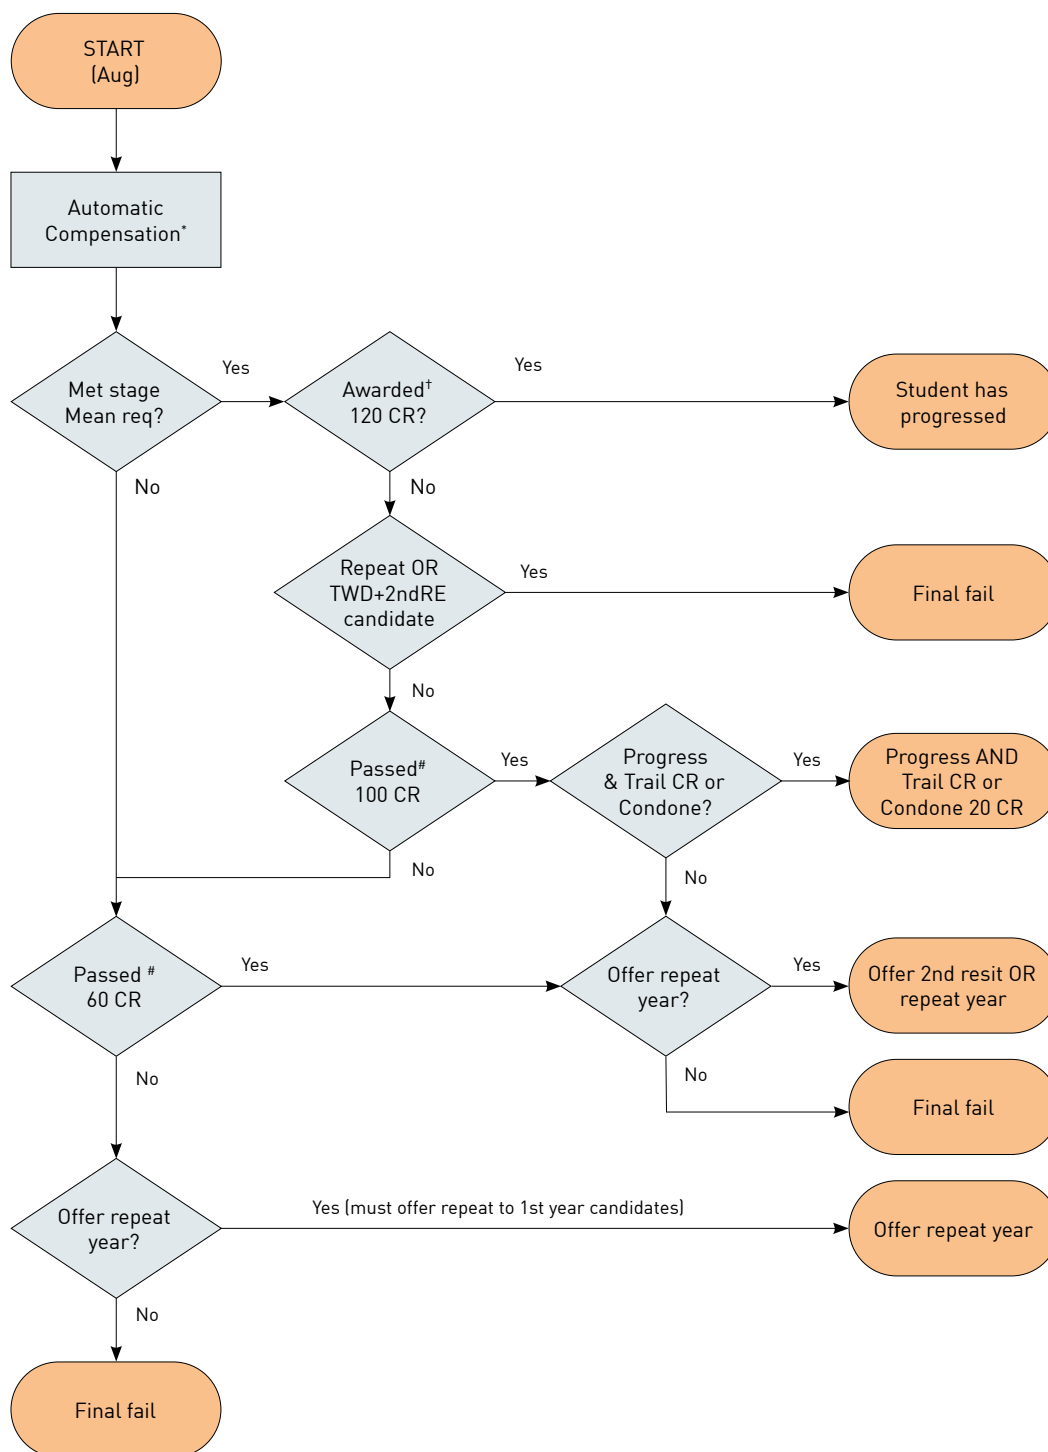 START
(Aug)
Automatic
Compensation*
Met stage
Mean req?
Yes
Awarded†
120 CR?
Yes
Student has
progressed
No
No
Repeat OR
TWD+2ndRE
candidate
Yes
Final fail
No
Passed#
100 CR
Yes
Progress
& Trail CR or
Condone?
Yes
Progress AND
Trail CR or
Condone 20 CR
No
No
Passed #
60 CR
Yes
Offer repeat
year?
Yes
Offer 2nd resit OR
repeat year
No
No
Final fail
Offer repeat
year?
Yes (must offer repeat to 1st year candidates)
Offer repeat year
No
Final fail